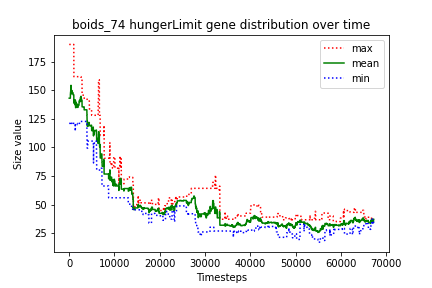 boids_74 hungerLimit gene distribution over time
max
mean
min
Size value
175
150
125
100
75
50
25
0
10000
20000
30000
40000
50000
60000
70000
Timesteps